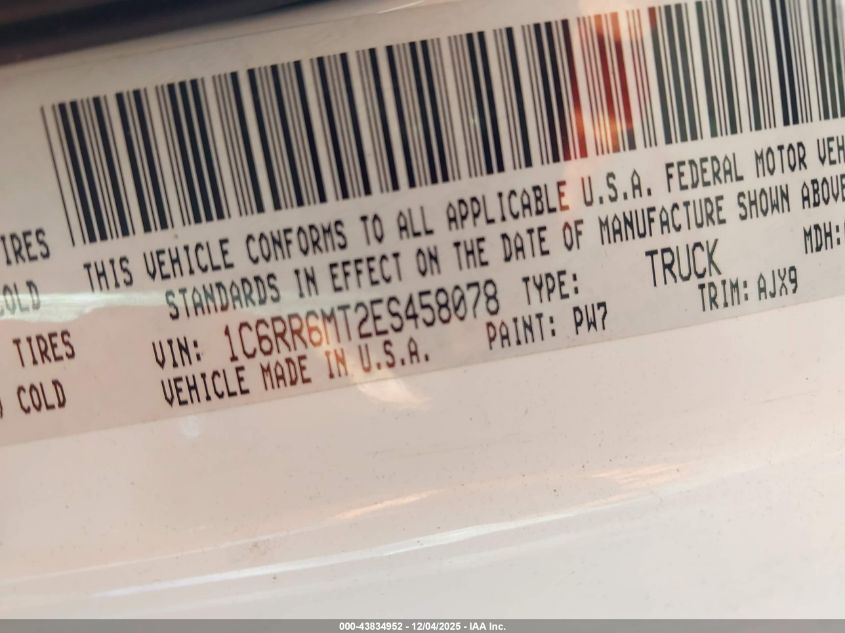 THIS VEHICLE CONFORMS TO ALL APPLICABLE U.S.A. FEDERAL MOTOR VEH
STANDARDS IN EFFECT ON THE DATE OF MANUFACTURE SHOWN ABOVE
VIN: 1C6RR6MT2ES458078 TYPE: TRUCK MDH:
VEHICLE MADE IN U.S.A. PAINT: PW7 TRIM: AJX9
TIRES
COLD
TIRES
COLD
000-43834952 - 12/04/2025 - IAA Inc.